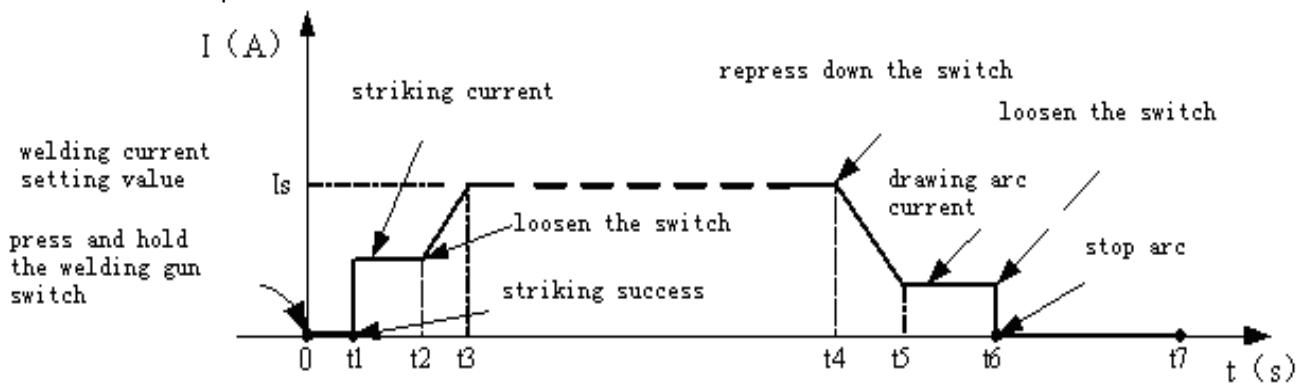 I (A)
striking current
repress down the switch
loosen the switch
welding current
setting value
Is
drawing arc
current
press and hold
the welding gun
switch
loosen the switch
stop arc
striking success
0 t1 t2 t3 t4 t5 t6 t7
t (s)